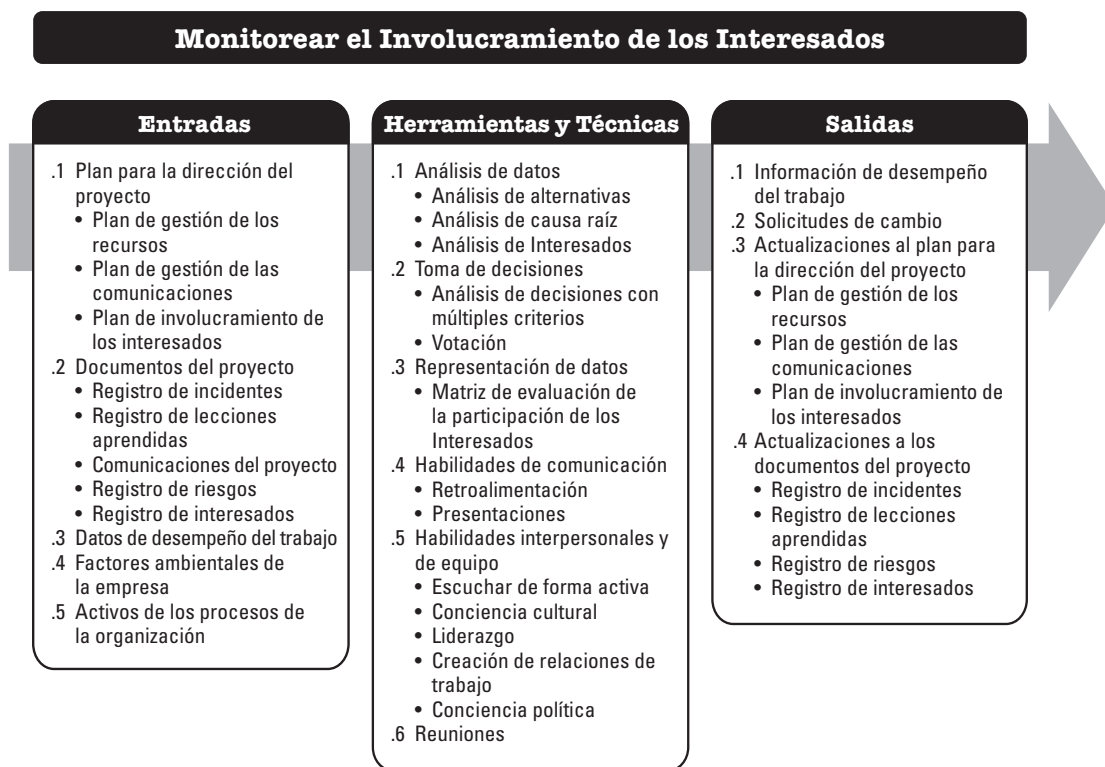 Monitorear el Involucramiento de los Interesados
Entradas
.1 Plan para la dirección del
proyecto
• Plan de gestión de los
recursos
• Plan de gestión de las
comunicaciones
• Plan de involucramiento de
los interesados
.2 Documentos del proyecto
• Registro de incidentes
• Registro de lecciones
aprendidas
• Comunicaciones del proyecto
• Registro de riesgos
• Registro de interesados
.3 Datos de desempeño del trabajo
.4 Factores ambientales de
la empresa
.5 Activos de los procesos de
la organización
Herramientas y Técnicas
.1 Análisis de datos
• Análisis de alternativas
• Análisis de causa raíz
• Análisis de Interesados
.2 Toma de decisiones
• Análisis de decisiones con
múltiples criterios
• Votación
.3 Representación de datos
• Matriz de evaluación de
la participación de los
Interesados
.4 Habilidades de comunicación
• Retroalimentación
• Presentaciones
.5 Habilidades interpersonales y
de equipo
• Escuchar de forma activa
• Conciencia cultural
• Liderazgo
• Creación de relaciones de
trabajo
• Conciencia política
.6 Reuniones
Salidas
.1 Información de desempeño
del trabajo
.2 Solicitudes de cambio
.3 Actualizaciones al plan para
la dirección del proyecto
• Plan de gestión de los
recursos
• Plan de gestión de las
comunicaciones
• Plan de involucramiento de
los interesados
.4 Actualizaciones a los
documentos del proyecto
• Registro de incidentes
• Registro de lecciones
aprendidas
• Registro de riesgos
• Registro de interesados